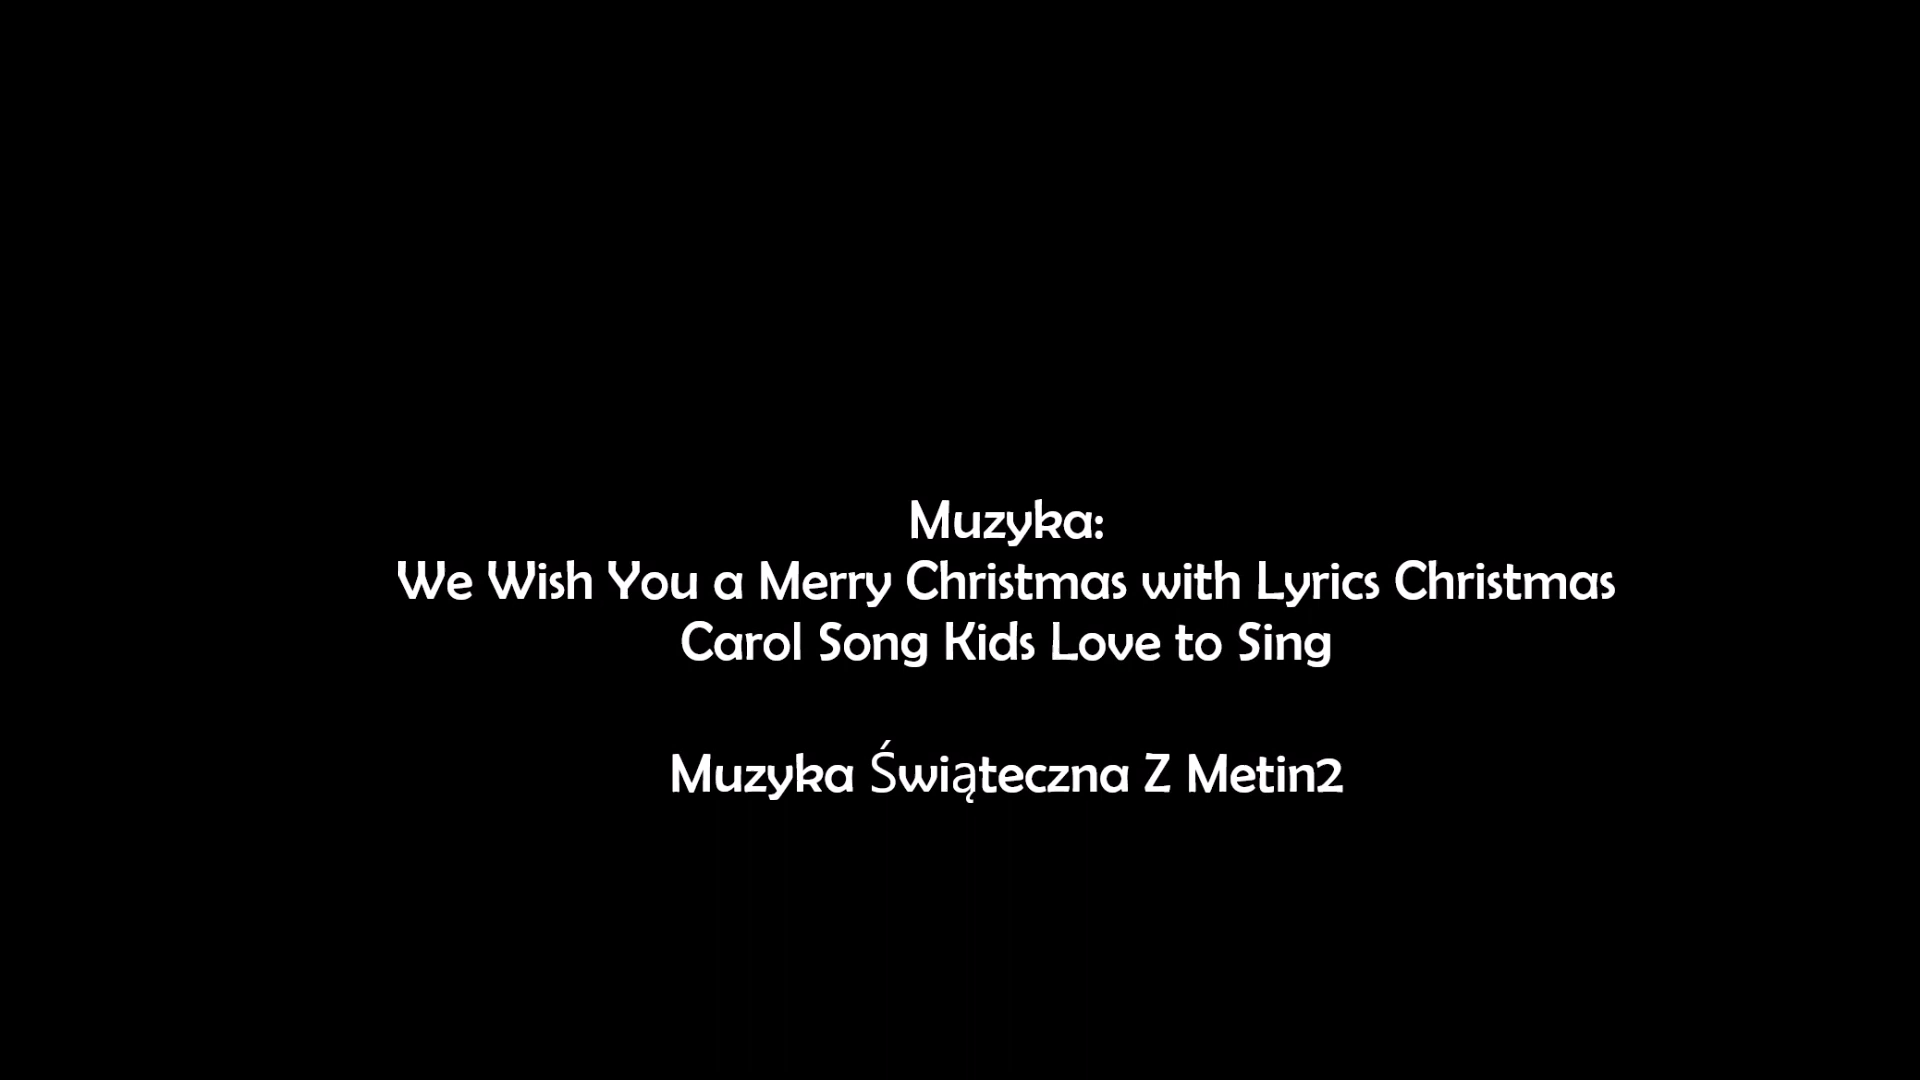 Muzyka:
We Wish You a Merry Christmas with Lyrics Christmas
Carol Song Kids Love to Sing
Muzyka Świąteczna Z Metin2